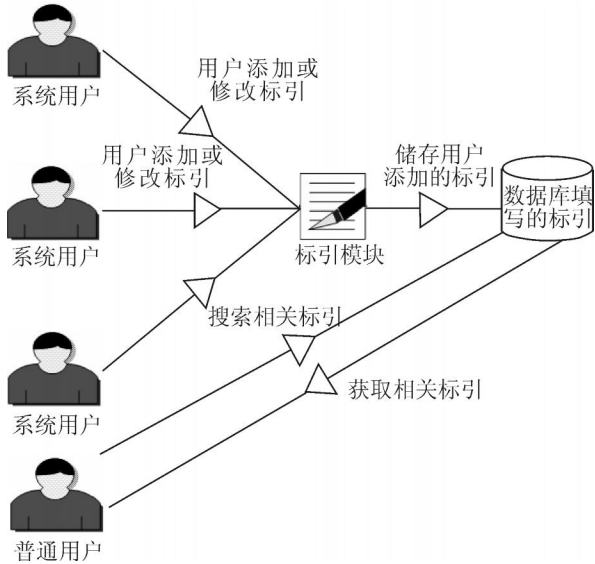 用户添加或
修改标引
系统用户
用户添加或
修改标引
储存用户
添加的标引
数据库填
写的标引
系统用户
标引模块
搜索相关标引
获取相关标引
系统用户
普通用户